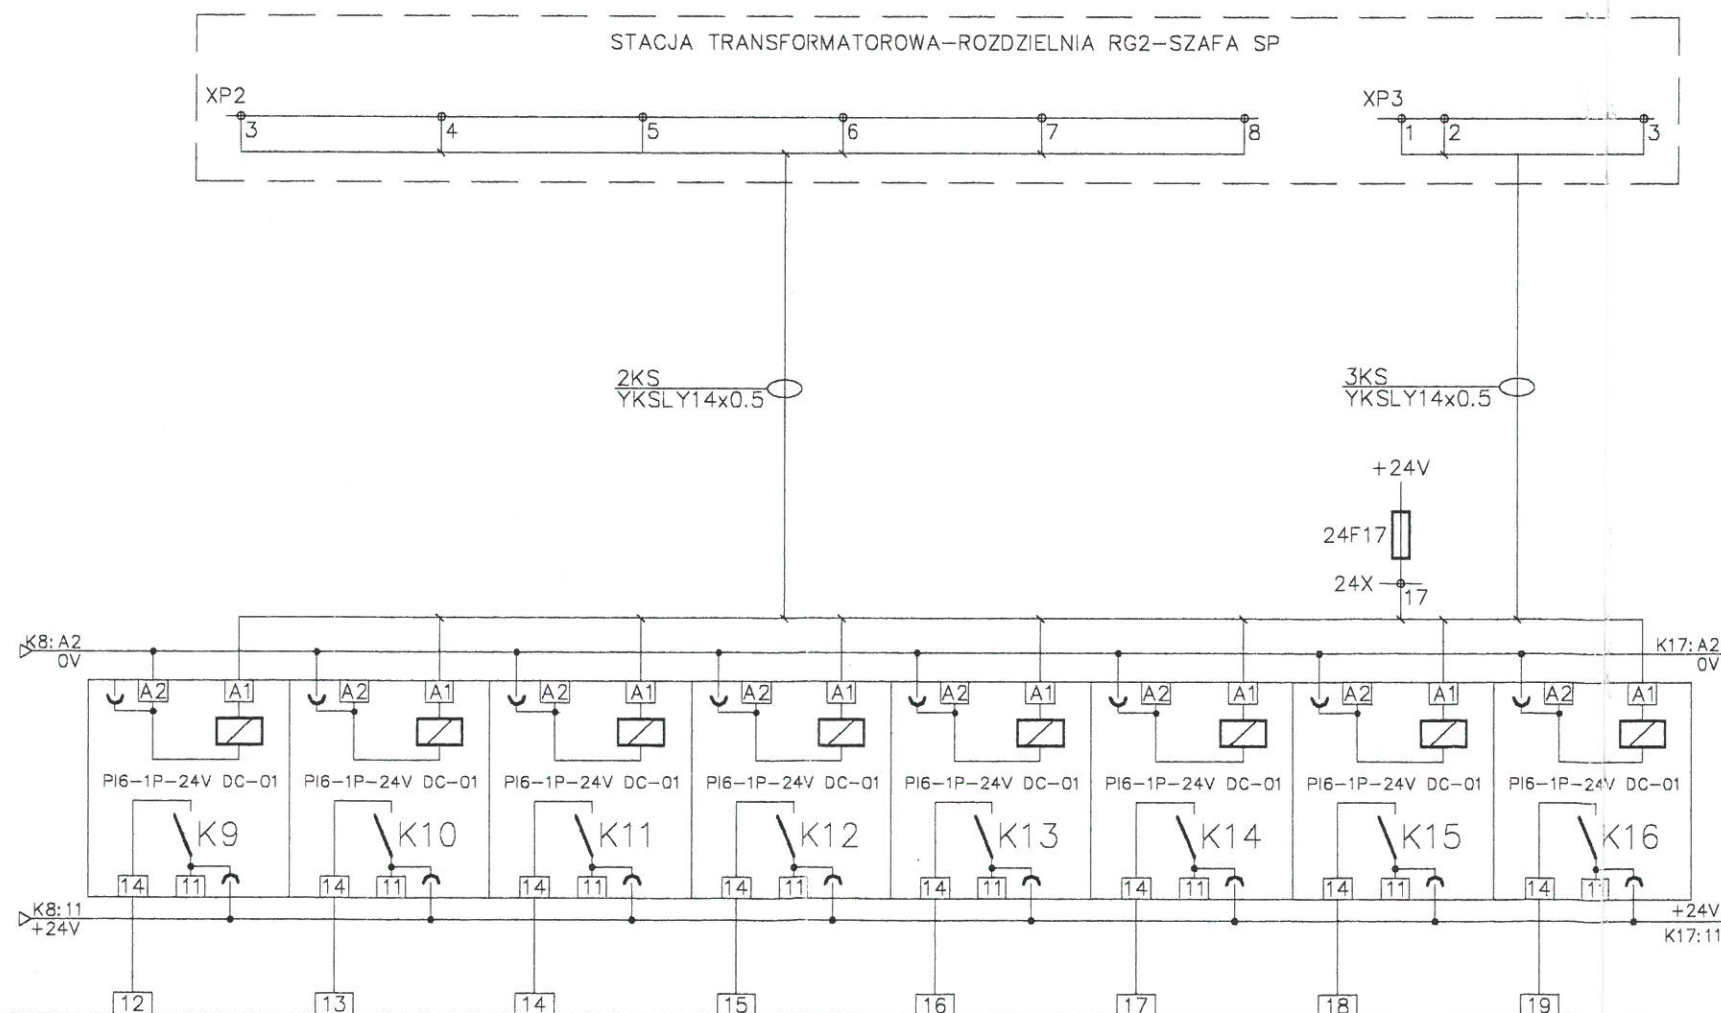 STACJA TRANSFORMATOROWA-ROZDZIELNIA RG2-SZAFA SP
XP2
XP3
3 4 5 6 7 8
1 2 3
2KS
YKSLY14x0.5
3KS
YKSLY14x0.5
+24V
24F17
24X
17
K8:A2
0V
K17:A2
0V
A2 A1 A2 A1 A2 A1 A2 A1 A2 A1 A2 A1 A2 A1 A2 A1
PI6-1P-24V DC-01 PI6-1P-24V DC-01 PI6-1P-24V DC-01 PI6-1P-24V DC-01 PI6-1P-24V DC-01 PI6-1P-24V DC-01 PI6-1P-24V DC-01 PI6-1P-24V DC-01
K9 K10 K11 K12 K13 K14 K15 K16
14 11 14 11 14 11 14 11 14 11 14 11 14 11 14 11
K8:11
+24V
+24V
K17:11
12 13 14 15 16 17 18 19